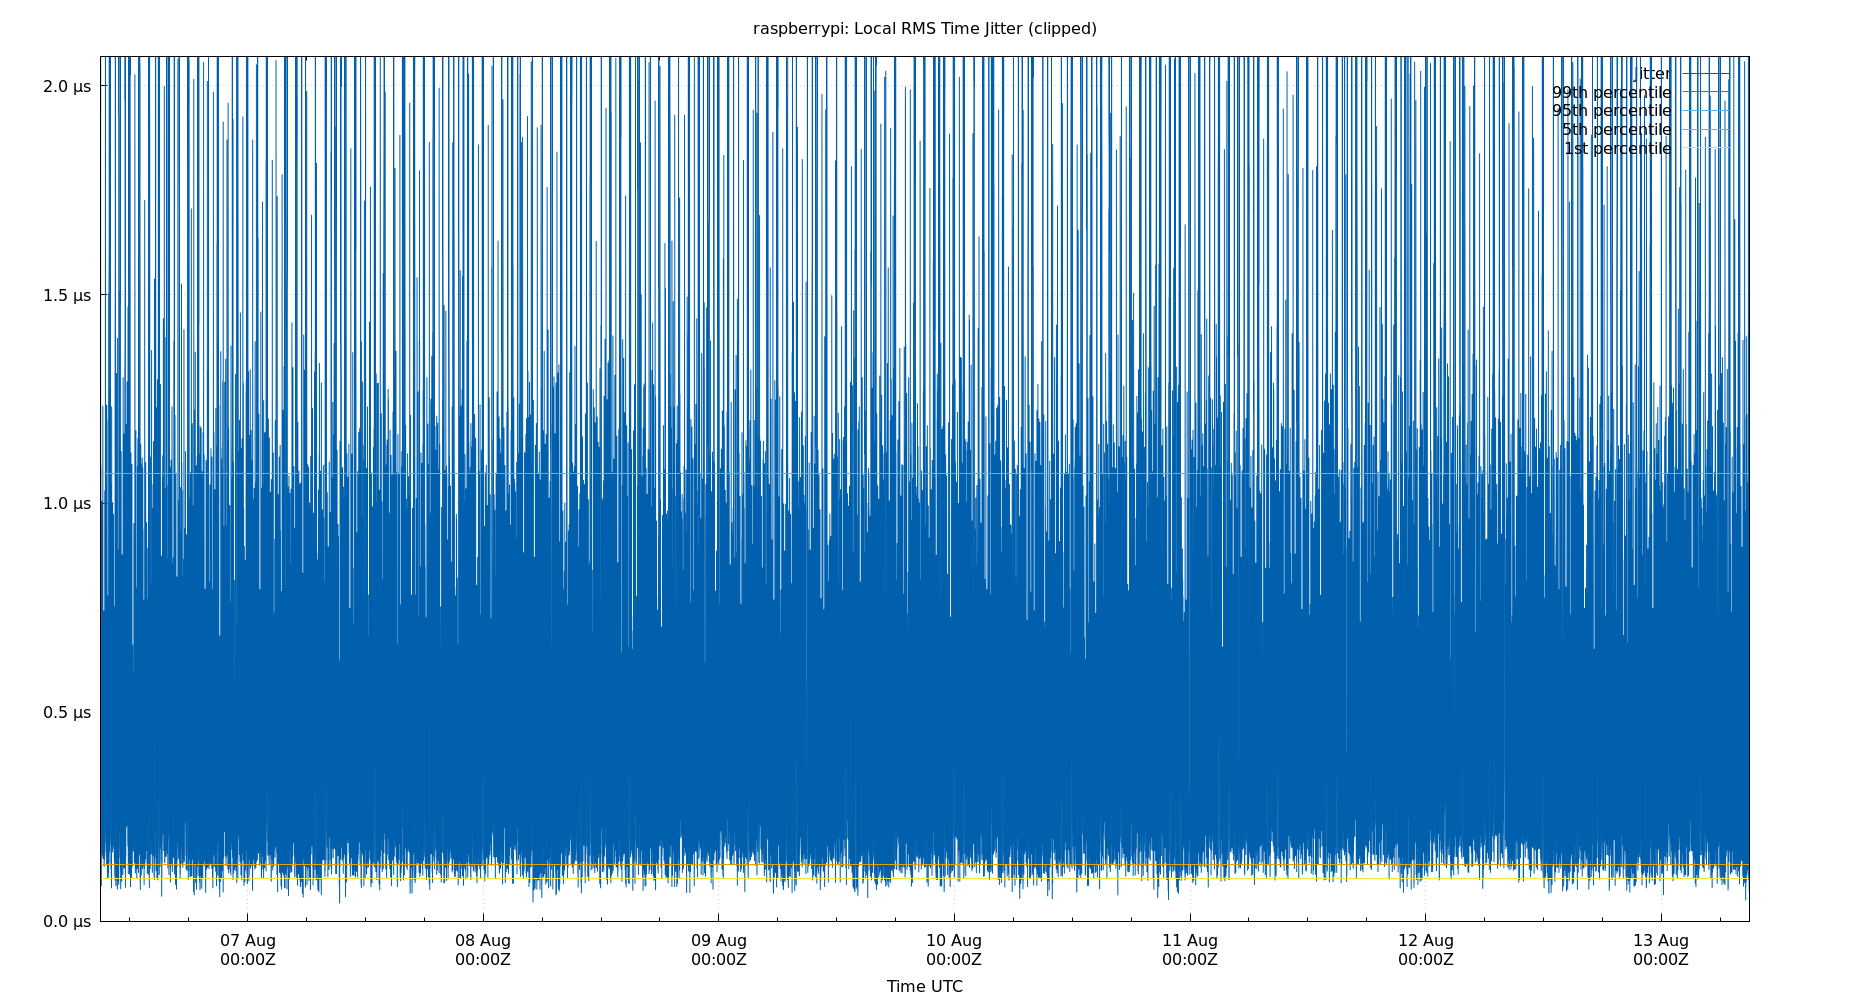 raspberrypi: Local RMS Time Jitter (clipped)
jitter
99th percentile
95th percentile
5th percentile
1st percentile
2.0 μs
1.5 μs
1.0 μs
0.5 μs
0.0 μs
07 Aug 08 Aug 09 Aug 10 Aug 11 Aug 12 Aug 13 Aug
00:00Z 00:00Z 00:00Z 00:00Z 00:00Z 00:00Z 00:00Z
Time UTC